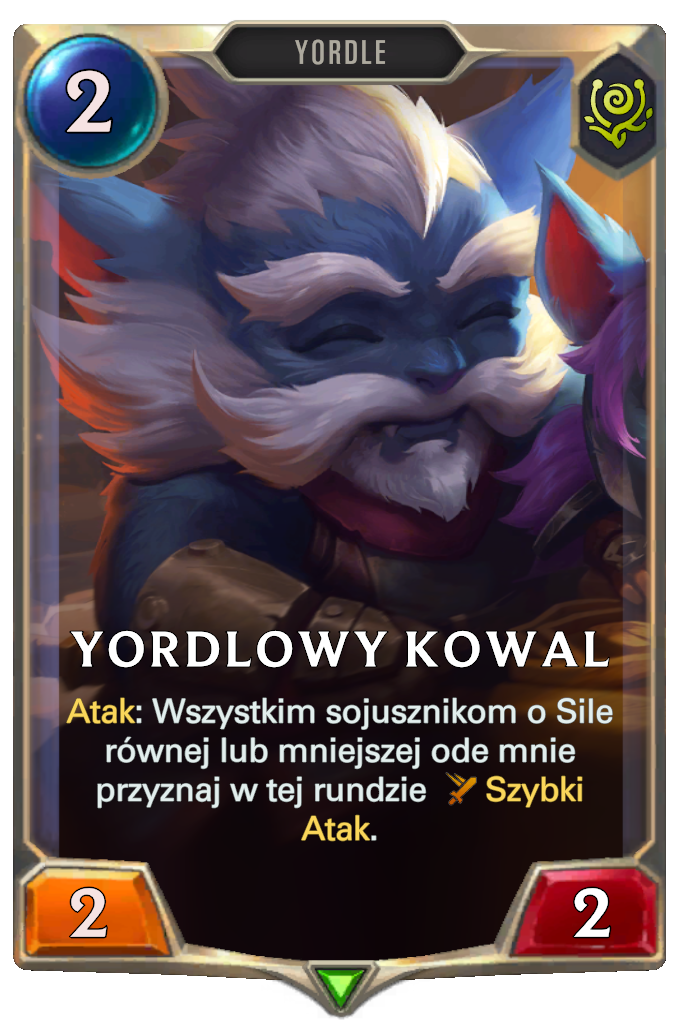 YORDLE
2
YORDLOWY KOWAL
Atak: Wszystkim sojusznikom o Sile
równej lub mniejszej ode mnie
przyznaj w tej rundzie Szybki
Atak.
2
2